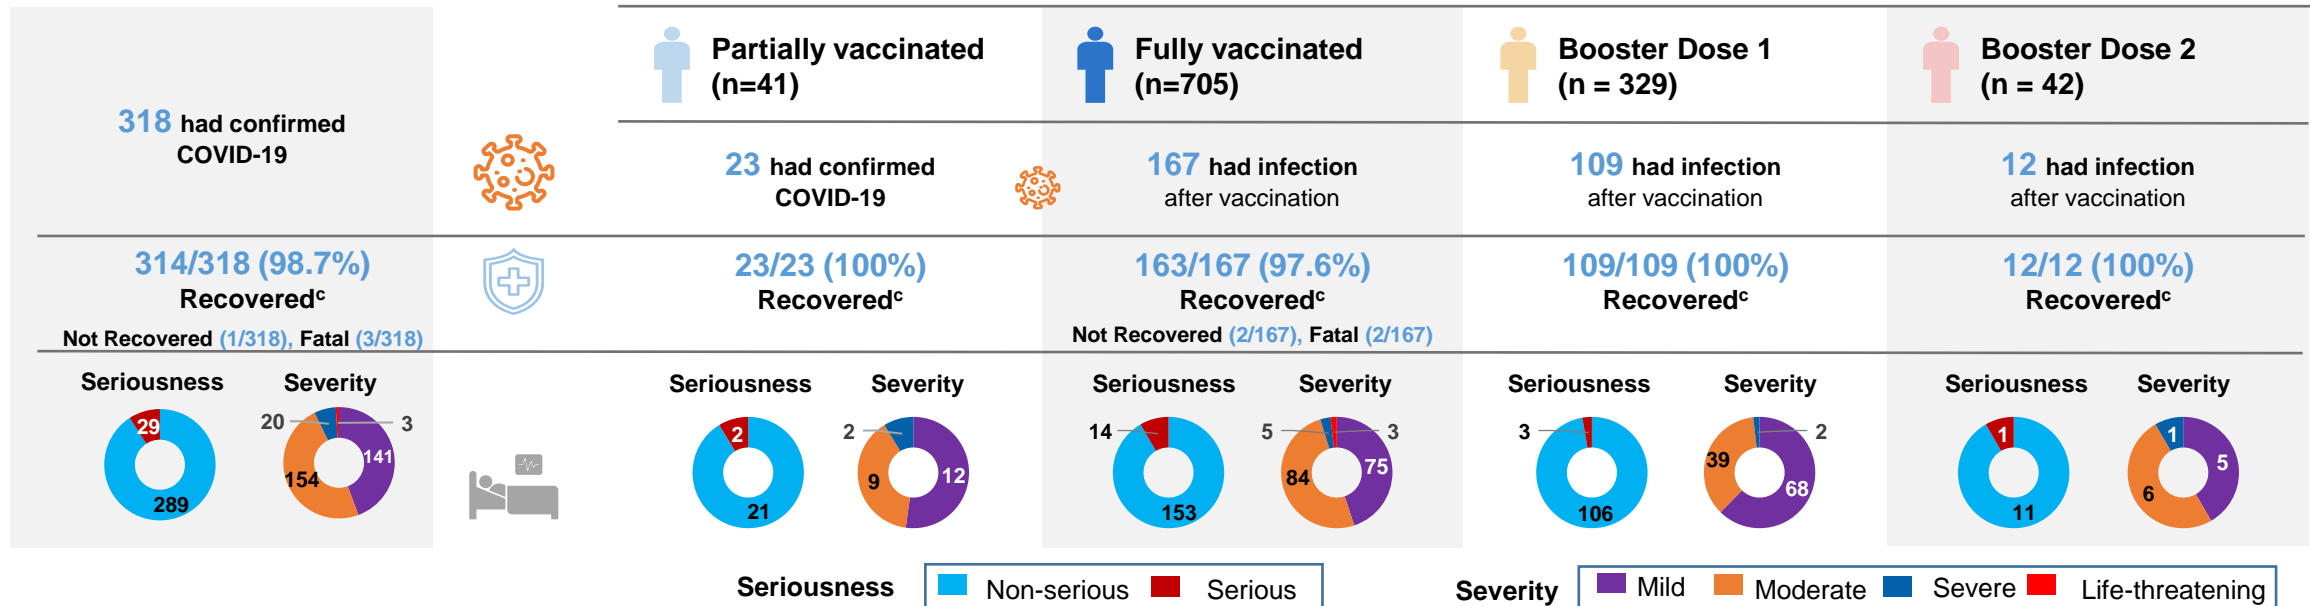 318 had confirmed
COVID-19
314/318 (98.7%)
Recoveredᶜ
Not Recovered (1/318), Fatal (3/318)
Seriousness
29
289
Severity
20
3
141
154
Partially vaccinated
(n=41)
23 had confirmed
COVID-19
23/23 (100%)
Recoveredᶜ
Seriousness
2
21
Severity
2
12
9
Fully vaccinated
(n=705)
167 had infection
after vaccination
163/167 (97.6%)
Recoveredᶜ
Not Recovered (2/167), Fatal (2/167)
Seriousness
14
153
Severity
5
3
75
84
Booster Dose 1
(n = 329)
109 had infection
after vaccination
109/109 (100%)
Recoveredᶜ
Seriousness
3
106
Severity
2
39
68
Booster Dose 2
(n = 42)
12 had infection
after vaccination
12/12 (100%)
Recoveredᶜ
Seriousness
1
11
Severity
1
5
6
Seriousness Non-serious Serious
Severity Mild Moderate Severe Life-threatening